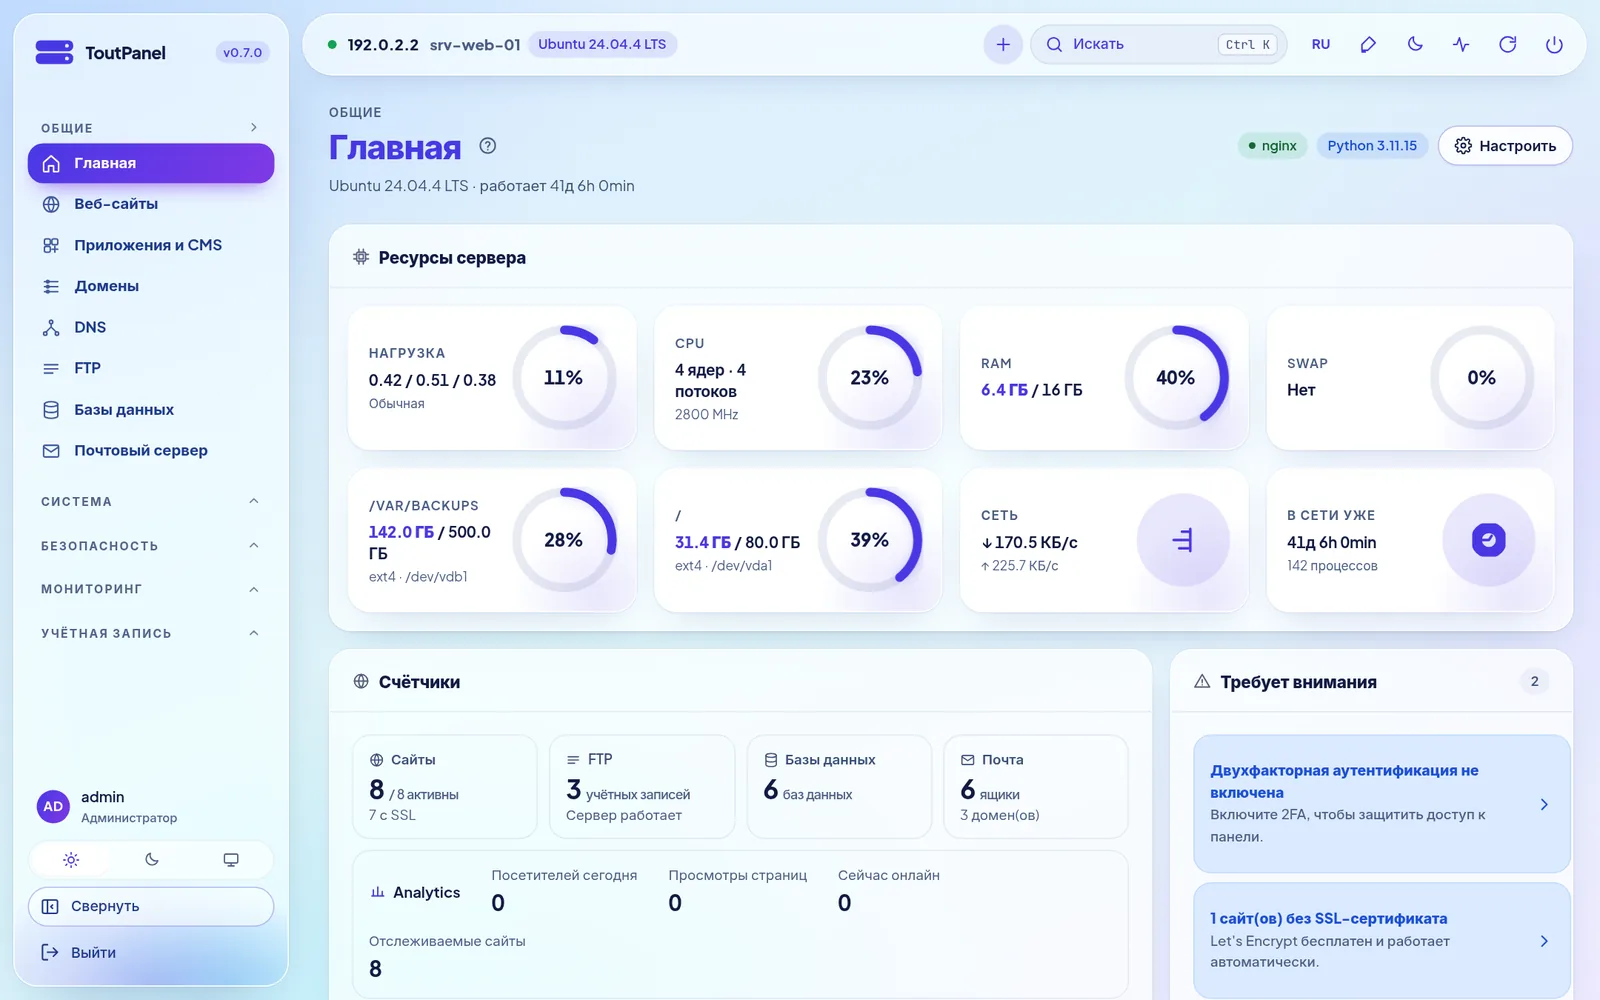 ToutPanel
v0.7.0
ОБЩИЕ
Главная
Веб-сайты
Приложения и CMS
Домены
DNS
FTP
Базы данных
Почтовый сервер
СИСТЕМА
БЕЗОПАСНОСТЬ
МОНИТОРИНГ
УЧЁТНАЯ ЗАПИСЬ
AD
admin
Администратор
Свернуть
Выйти
192.0.2.2 srv-web-01 Ubuntu 24.04.4 LTS
Искать Ctrl K
RU
ОБЩИЕ
Главная
Ubuntu 24.04.4 LTS · работает 41д 6h 0min
nginx
Python 3.11.15
Настроить
Ресурсы сервера
НАГРУЗКА
0.42 / 0.51 / 0.38
Обычная
11%
CPU
4 ядер · 4
потоков
2800 MHz
23%
RAM
6.4 ГБ / 16 ГБ
40%
SWAP
Нет
0%
/VAR/BACKUPS
142.0 ГБ / 500.0
ГБ
ext4 · /dev/vdb1
28%
/
31.4 ГБ / 80.0 ГБ
ext4 · /dev/vda1
39%
СЕТЬ
↓ 170.5 КБ/с
↑ 225.7 КБ/с
В СЕТИ УЖЕ
41д 6h 0min
142 процессов
Счётчики
Сайты
8 / 8 активны
7 с SSL
FTP
3 учётных записей
Сервер работает
Базы данных
6 баз данных
Почта
6 ящики
3 домен(ов)
Analytics
Посетителей сегодня
0
Просмотры страниц
0
Сейчас онлайн
0
Отслеживаемые сайты
8
Требует внимания
2
Двухфакторная аутентификация не
включена
Включите 2FA, чтобы защитить доступ к
панели.
1 сайт(ов) без SSL-сертификата
Let's Encrypt бесплатен и работает
автоматически.